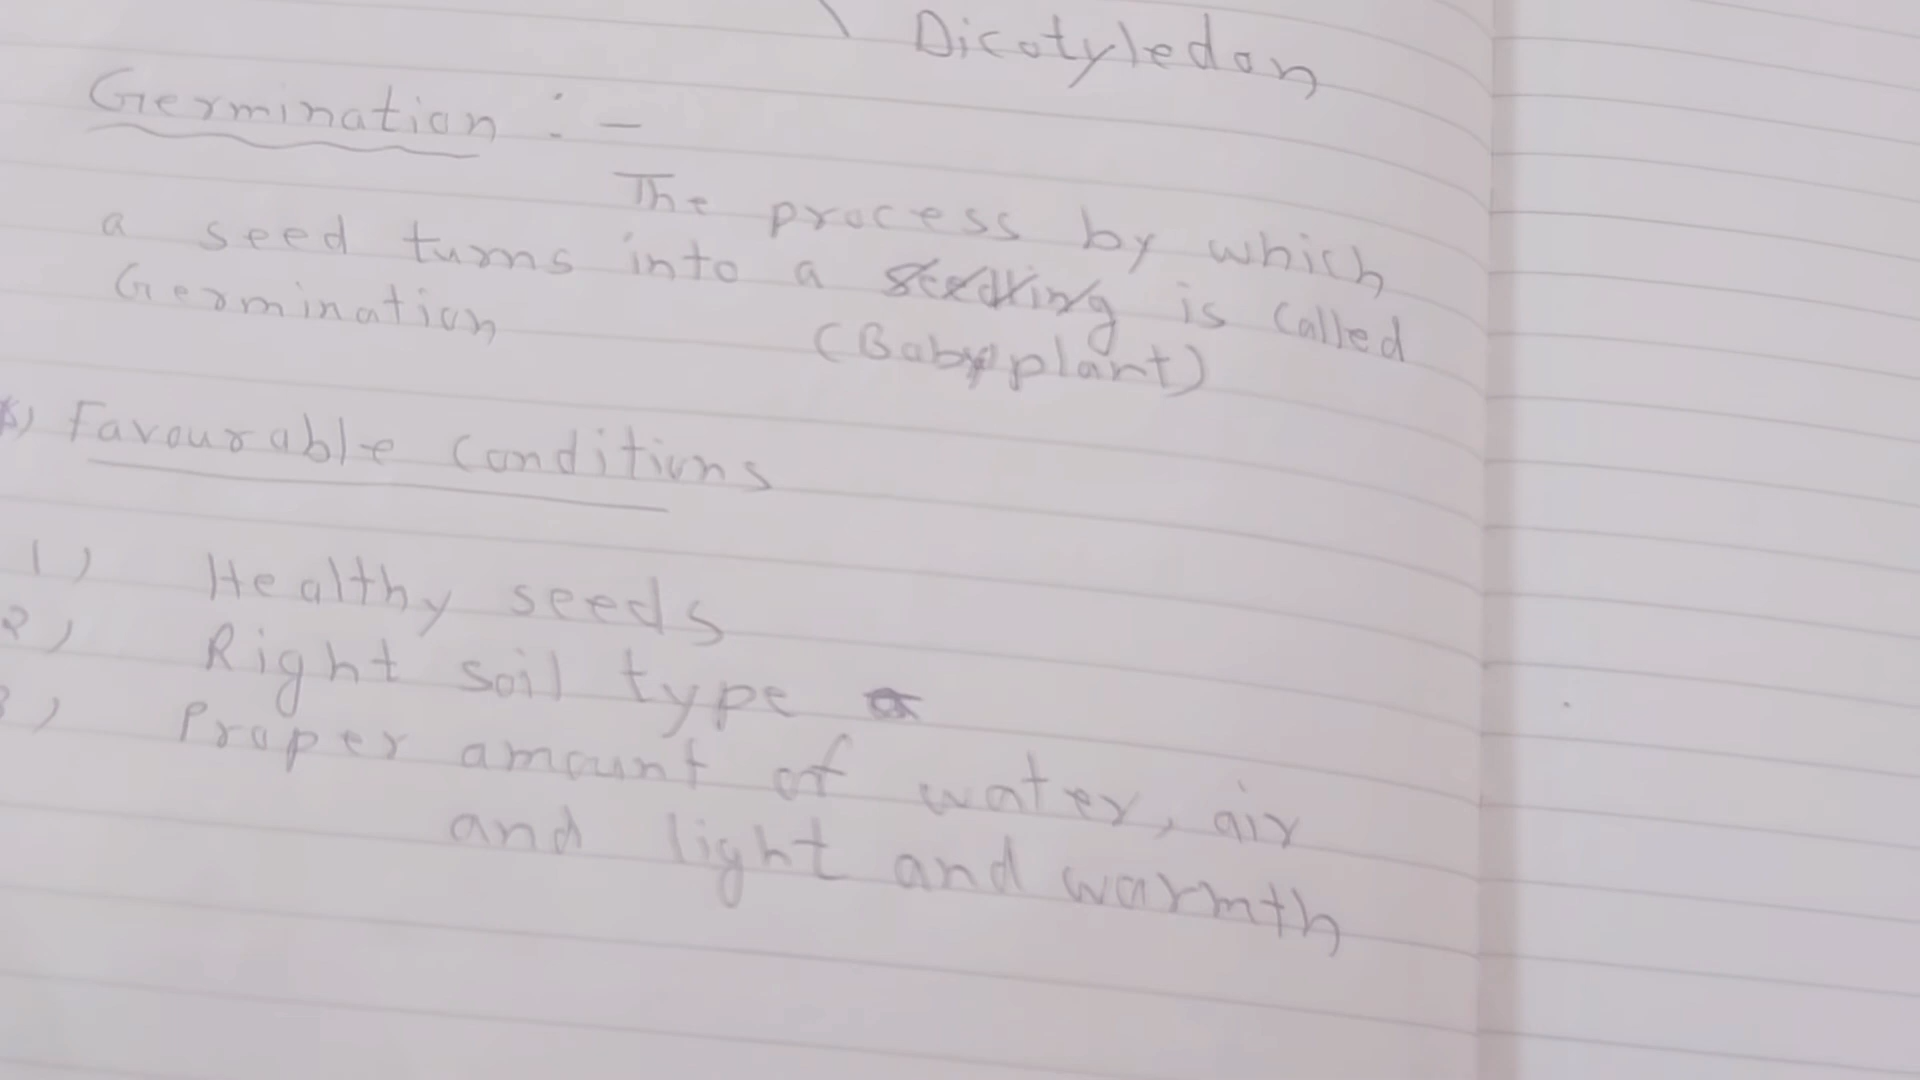 Dicotyledon
Germination :-
The process by which
a seed turns into a seedling is called
Germination (Baby plant)
Favourable Conditions
1) Healthy seeds
2) Right soil type
3) Proper amount of water, air
and light and warmth